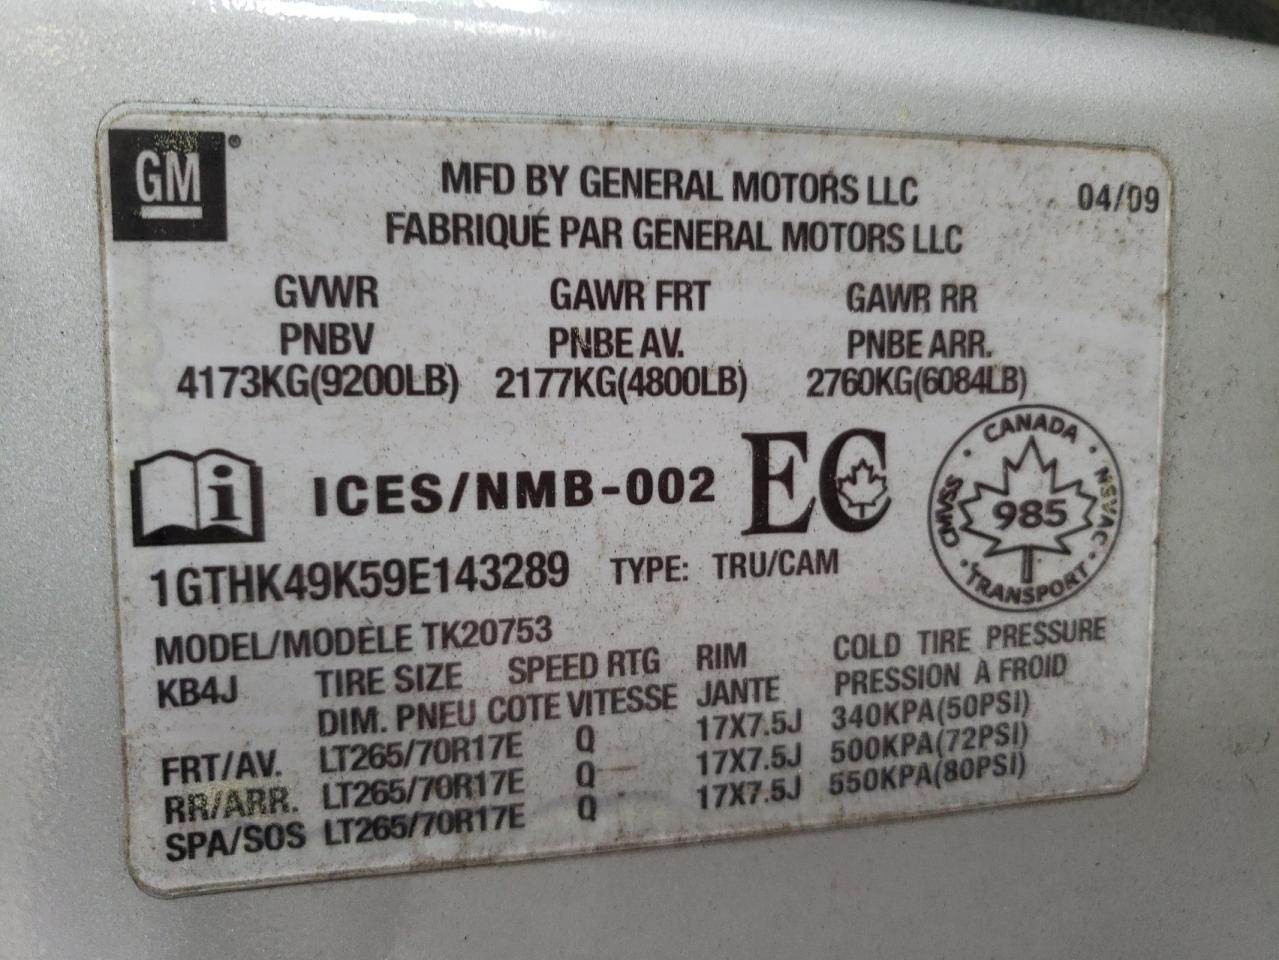 GM®
MFD BY GENERAL MOTORS LLC 04/09
FABRIQUÉ PAR GENERAL MOTORS LLC
GVWR GAWR FRT GAWR RR
PNBV PNBE AV. PNBE ARR.
4173KG(9200LB) 2177KG(4800LB) 2760KG(6084LB)
i ICES/NMB-002 EC
CANADA
CMVSS 985 NSVAC
TRANSPORT
1GTHK49K59E143289 TYPE: TRU/CAM
MODEL/MODÈLE TK20753
KB4J TIRE SIZE SPEED RTG RIM COLD TIRE PRESSURE
DIM. PNEU COTE VITESSE JANTE PRESSION À FROID
FRT/AV. LT265/70R17E Q 17X7.5J 340KPA(50PSI)
RR/ARR. LT265/70R17E Q 17X7.5J 500KPA(72PSI)
SPA/SOS LT265/70R17E Q 17X7.5J 550KPA(80PSI)